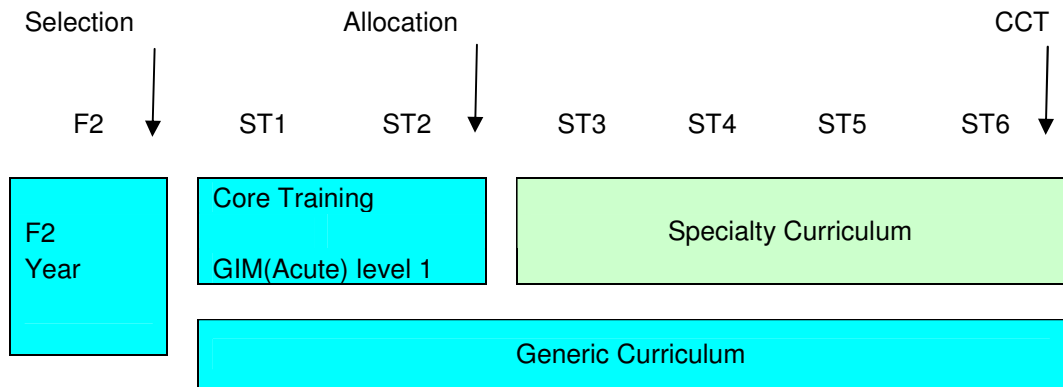 Selection Allocation CCT
F2 ST1 ST2 ST3 ST4 ST5 ST6
Core Training
F2 Specialty Curriculum
Year GIM(Acute) level 1
Generic Curriculum